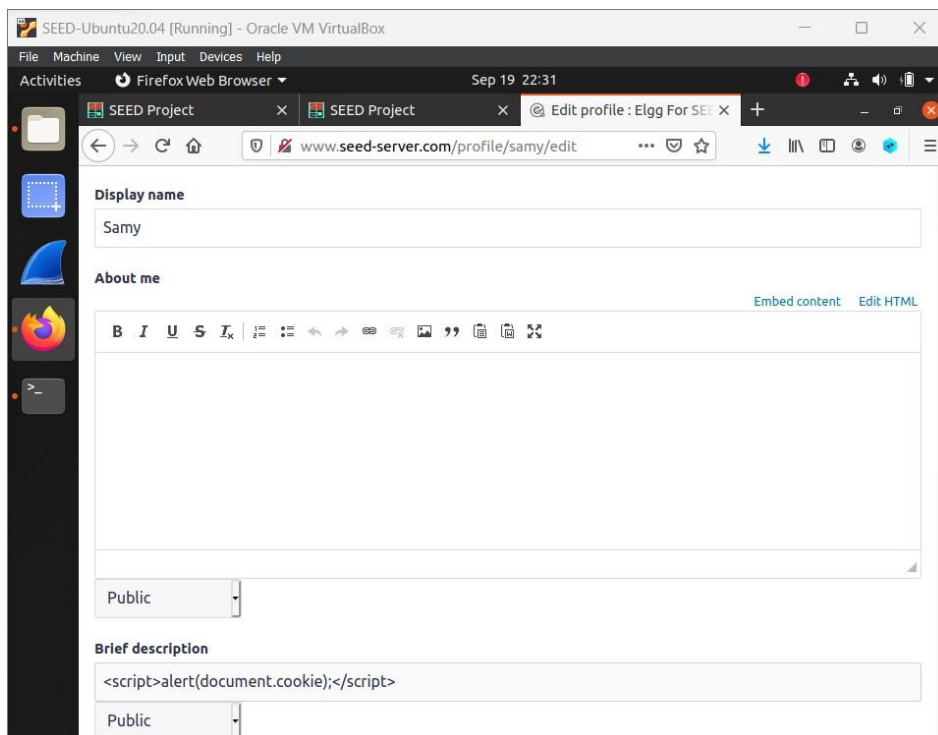 SEED-Ubuntu20.04 [Running] - Oracle VM VirtualBox
File Machine View Input Devices Help
Activities Firefox Web Browser Sep 19 22:31
SEED Project SEED Project Edit profile : Elgg For SEE
www.seed-server.com/profile/samy/edit
Display name
Samy
About me
Embed content Edit HTML
B I U S Ix
Public
Brief description
<script>alert(document.cookie);</script>
Public